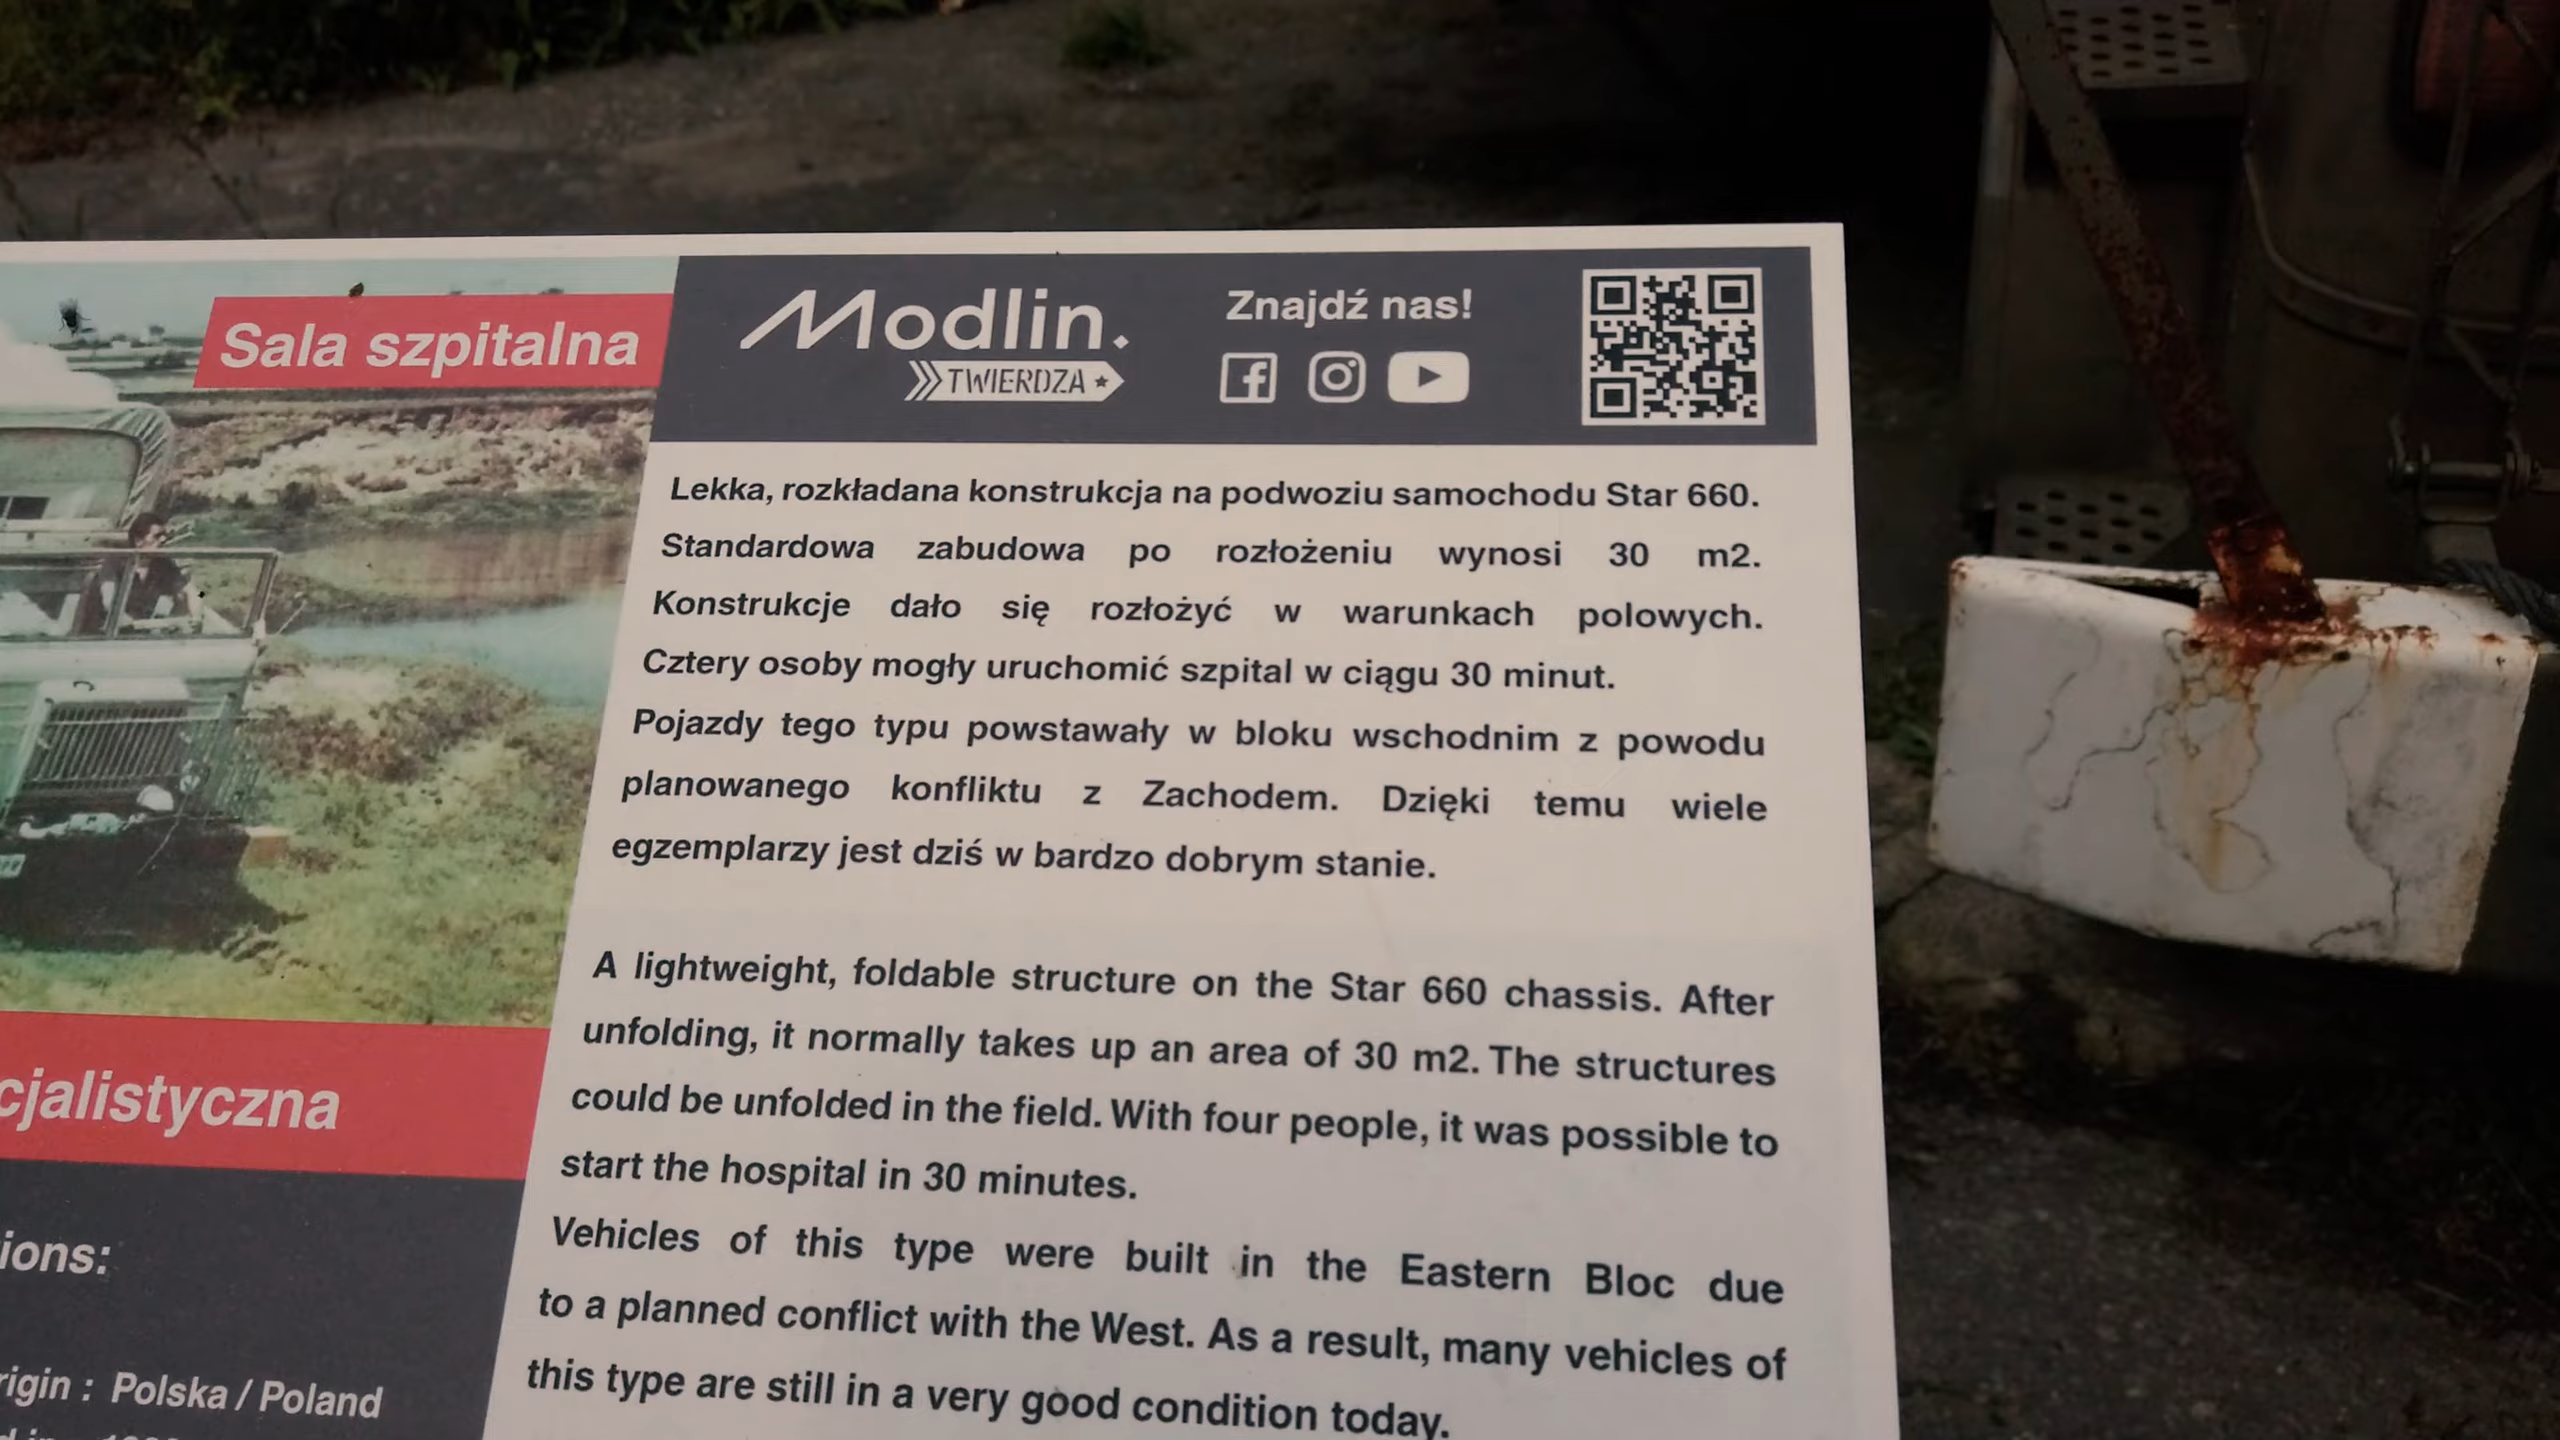 Sala szpitalna
Modlin.
TWIERDZA
Znajdź nas!
Lekka, rozkładana konstrukcja na podwoziu samochodu Star 660.
Standardowa zabudowa po rozłożeniu wynosi 30 m2.
Konstrukcje dało się rozłożyć w warunkach polowych.
Cztery osoby mogły uruchomić szpital w ciągu 30 minut.
Pojazdy tego typu powstawały w bloku wschodnim z powodu
planowanego konfliktu z Zachodem. Dzięki temu wiele
egzemplarzy jest dziś w bardzo dobrym stanie.
A lightweight, foldable structure on the Star 660 chassis. After
unfolding, it normally takes up an area of 30 m2. The structures
could be unfolded in the field. With four people, it was possible to
start the hospital in 30 minutes.
Vehicles of this type were built in the Eastern Bloc due
to a planned conflict with the West. As a result, many vehicles of
this type are still in a very good condition today.
cjalistyczna
ions:
rigin : Polska / Poland